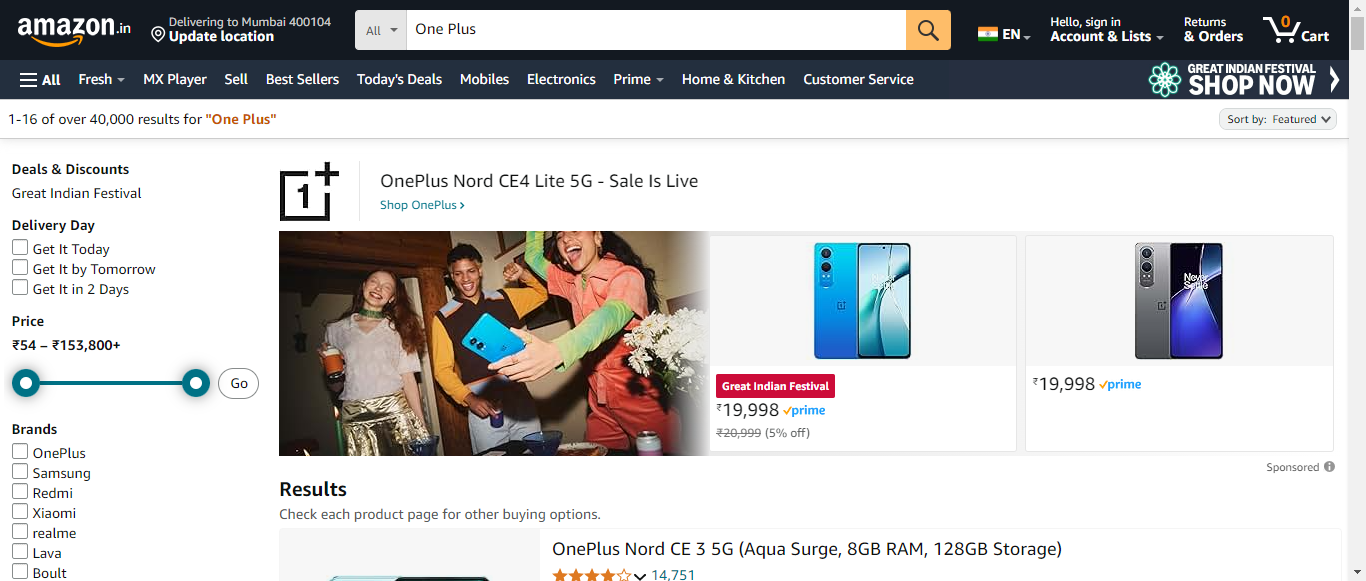 amazon.in
Delivering to Mumbai 400104
Update location
All
One Plus
EN
Hello, sign in
Account & Lists
Returns
& Orders
0
Cart
All
Fresh
MX Player
Sell
Best Sellers
Today's Deals
Mobiles
Electronics
Prime
Home & Kitchen
Customer Service
GREAT INDIAN FESTIVAL
SHOP NOW
1-16 of over 40,000 results for "One Plus"
Sort by: Featured
Deals & Discounts
Great Indian Festival
Delivery Day
Get It Today
Get It by Tomorrow
Get It in 2 Days
Price
₹54 – ₹153,800+
Go
Brands
OnePlus
Samsung
Redmi
Xiaomi
realme
Lava
Boult
1+
OnePlus Nord CE4 Lite 5G - Sale Is Live
Shop OnePlus ›
Never
Settle
Great Indian Festival
₹19,998 prime
₹20,999 (5% off)
Never
Settle
₹19,998 prime
Sponsored
Results
Check each product page for other buying options.
OnePlus Nord CE 3 5G (Aqua Surge, 8GB RAM, 128GB Storage)
14,751